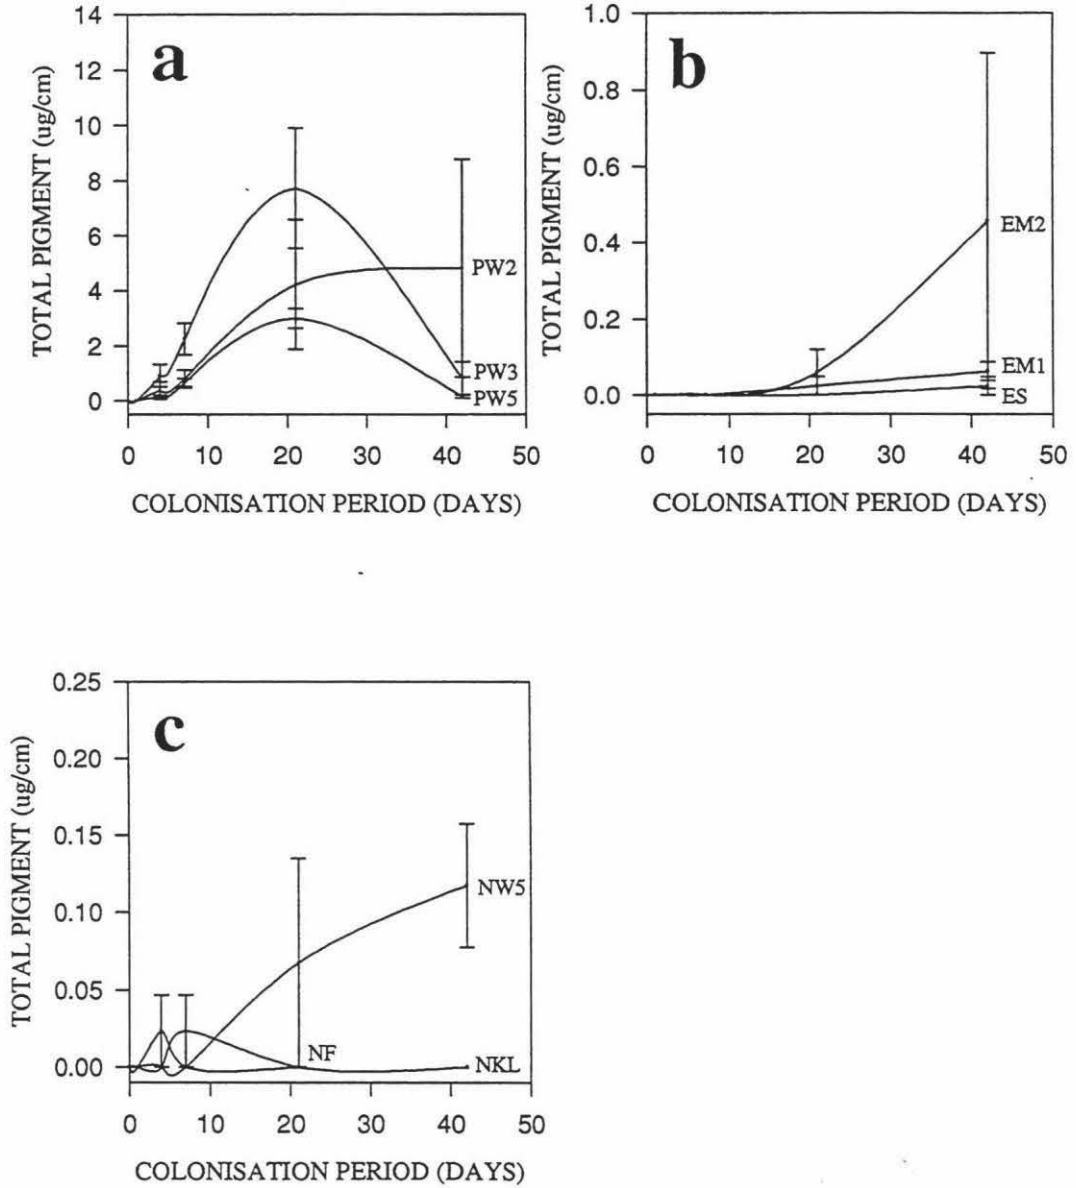 a
TOTAL PIGMENT (ug/cm)
14
12
10
8
6
4
2
0
PW2
PW3
PW5
0 10 20 30 40 50
COLONISATION PERIOD (DAYS)
b
TOTAL PIGMENT (ug/cm)
1.0
0.8
0.6
0.4
0.2
0.0
EM2
EM1
ES
0 10 20 30 40 50
COLONISATION PERIOD (DAYS)
c
TOTAL PIGMENT (ug/cm)
0.25
0.20
0.15
0.10
0.05
0.00
NW5
NF
NKL
0 10 20 30 40 50
COLONISATION PERIOD (DAYS)